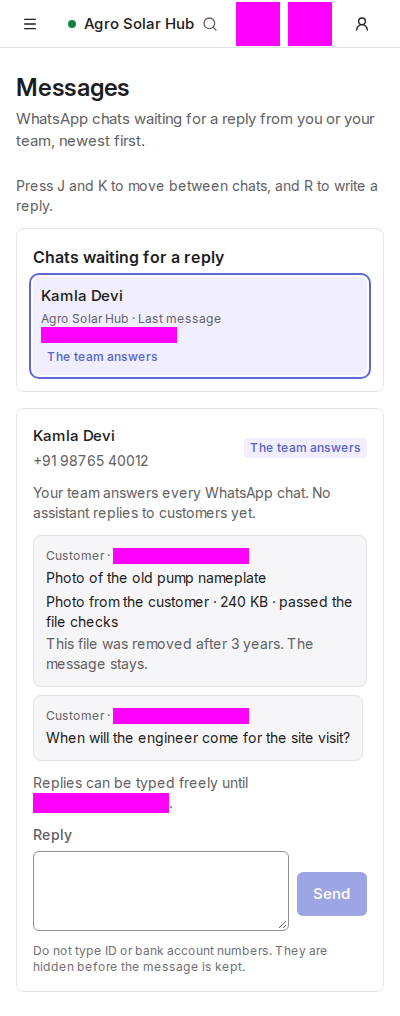 Agro Solar Hub
Messages
WhatsApp chats waiting for a reply from you or your
team, newest first.
Press J and K to move between chats, and R to write a
reply.
Chats waiting for a reply
Kamla Devi
Agro Solar Hub · Last message
The team answers
Kamla Devi
+91 98765 40012
The team answers
Your team answers every WhatsApp chat. No
assistant replies to customers yet.
Customer ·
Photo of the old pump nameplate
Photo from the customer · 240 KB · passed the
file checks
This file was removed after 3 years. The
message stays.
Customer ·
When will the engineer come for the site visit?
Replies can be typed freely until
.
Reply
Send
Do not type ID or bank account numbers. They are
hidden before the message is kept.